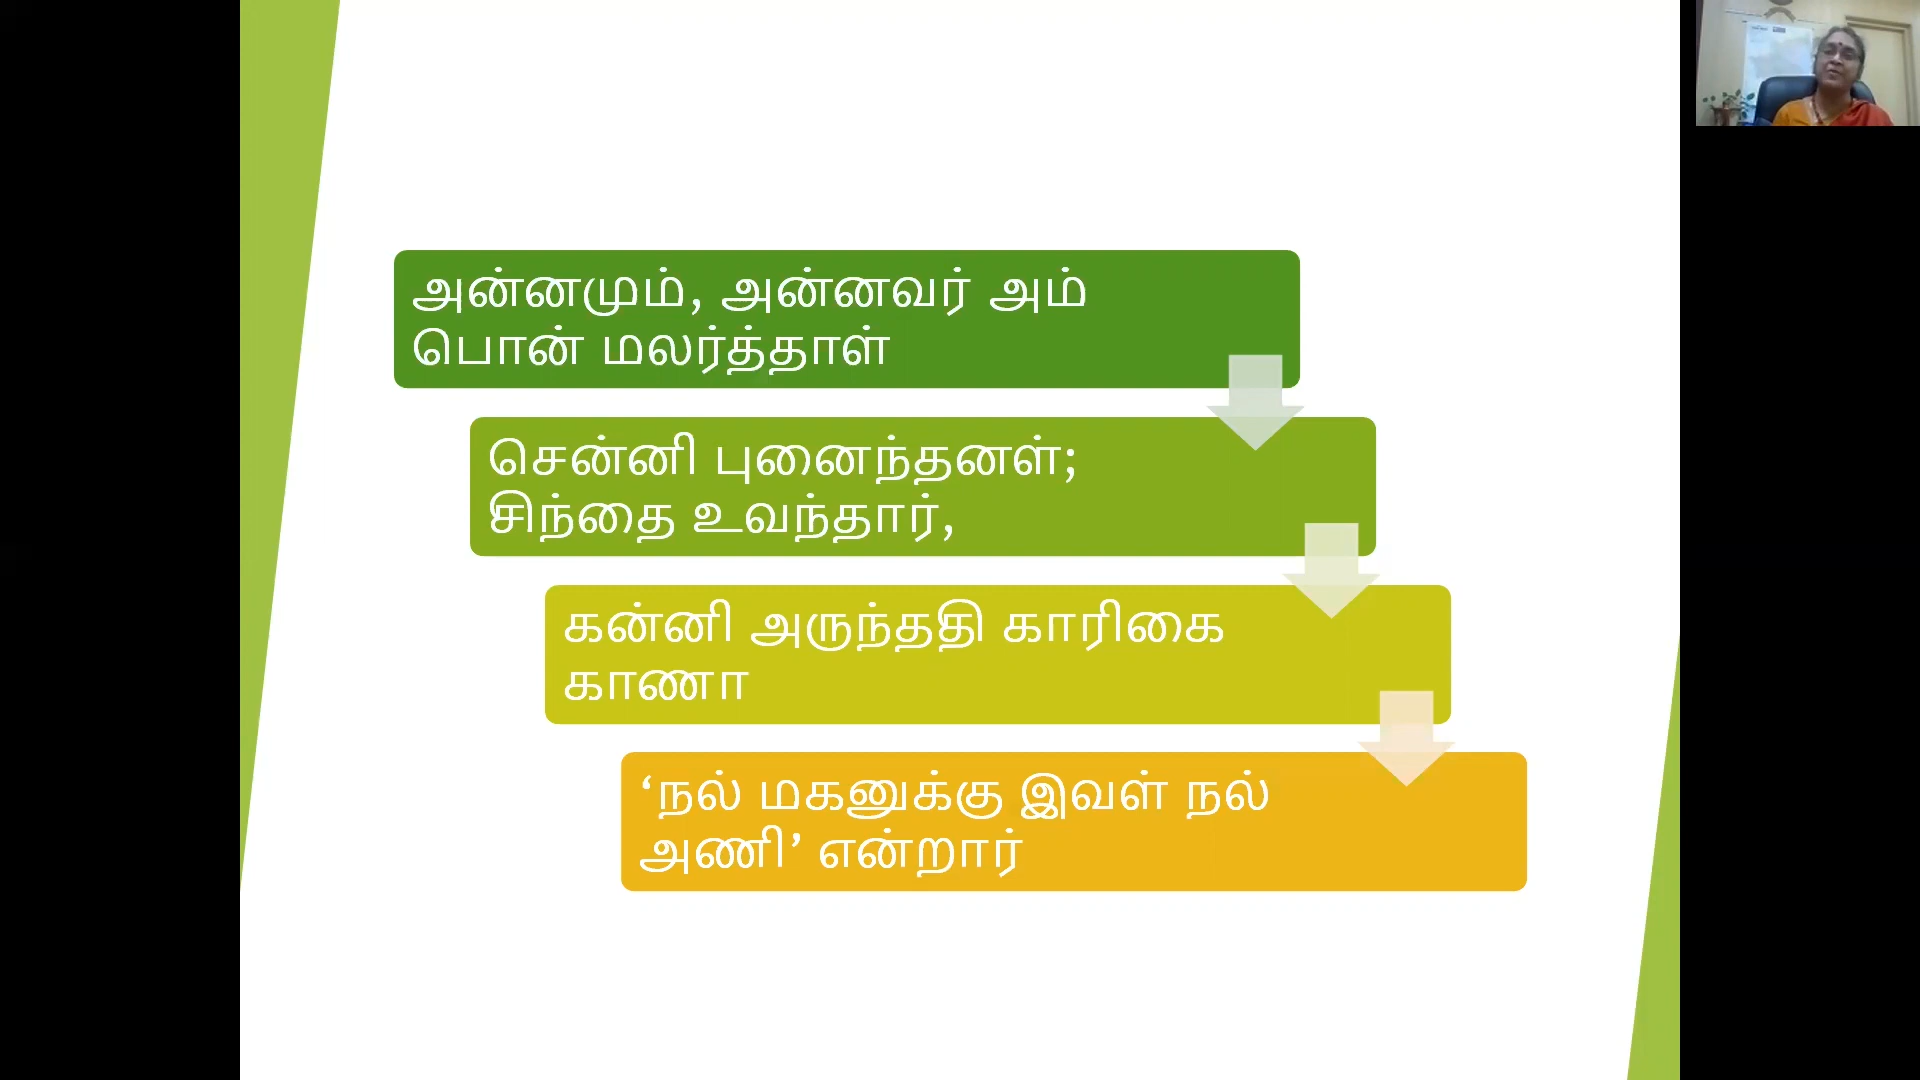 அன்னமும், அன்னவர் அம்
பொன் மலர்த்தாள்
சென்னி புனைந்தனள்;
சிந்தை உவந்தார்,
கன்னி அருந்ததி காரிகை
காணா
‘நல் மகனுக்கு இவள் நல்
அணி’ என்றார்